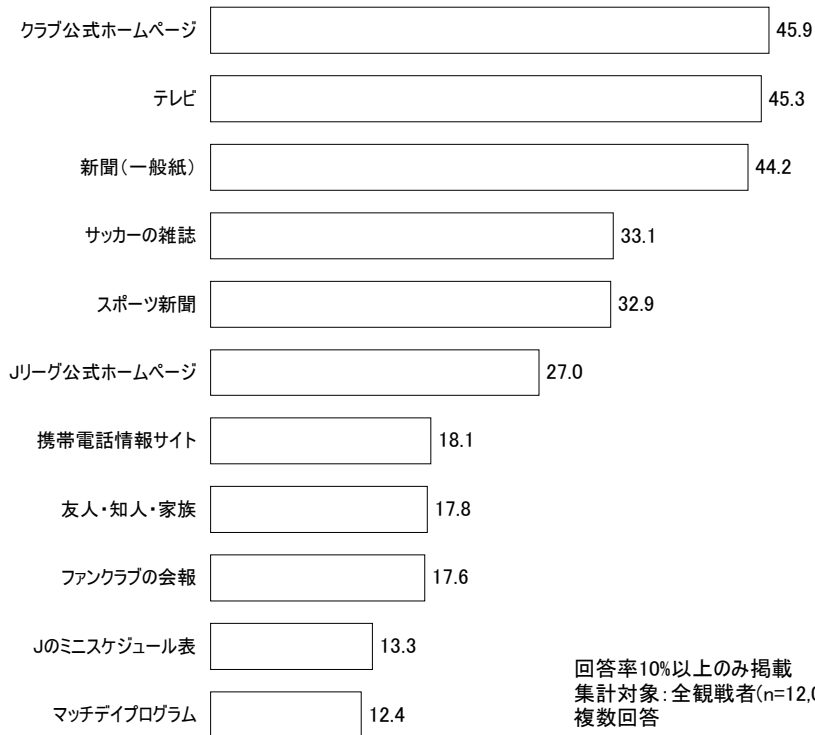 クラブ公式ホームページ 45.9
テレビ 45.3
新聞(一般紙) 44.2
サッカーの雑誌 33.1
スポーツ新聞 32.9
Jリーグ公式ホームページ 27.0
携帯電話情報サイト 18.1
友人・知人・家族 17.8
ファンクラブの会報 17.6
Jのミニスケジュール表 13.3
マッチデイプログラム 12.4
回答率10%以上のみ掲載
集計対象:全観戦者(n=12,0
複数回答